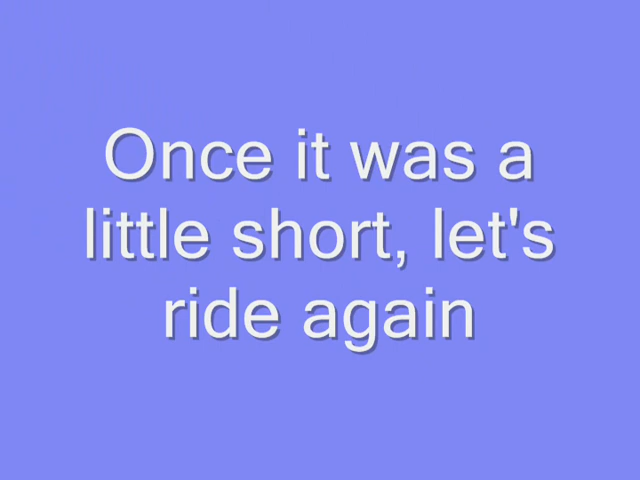 Once it was a
little short, let's
ride again